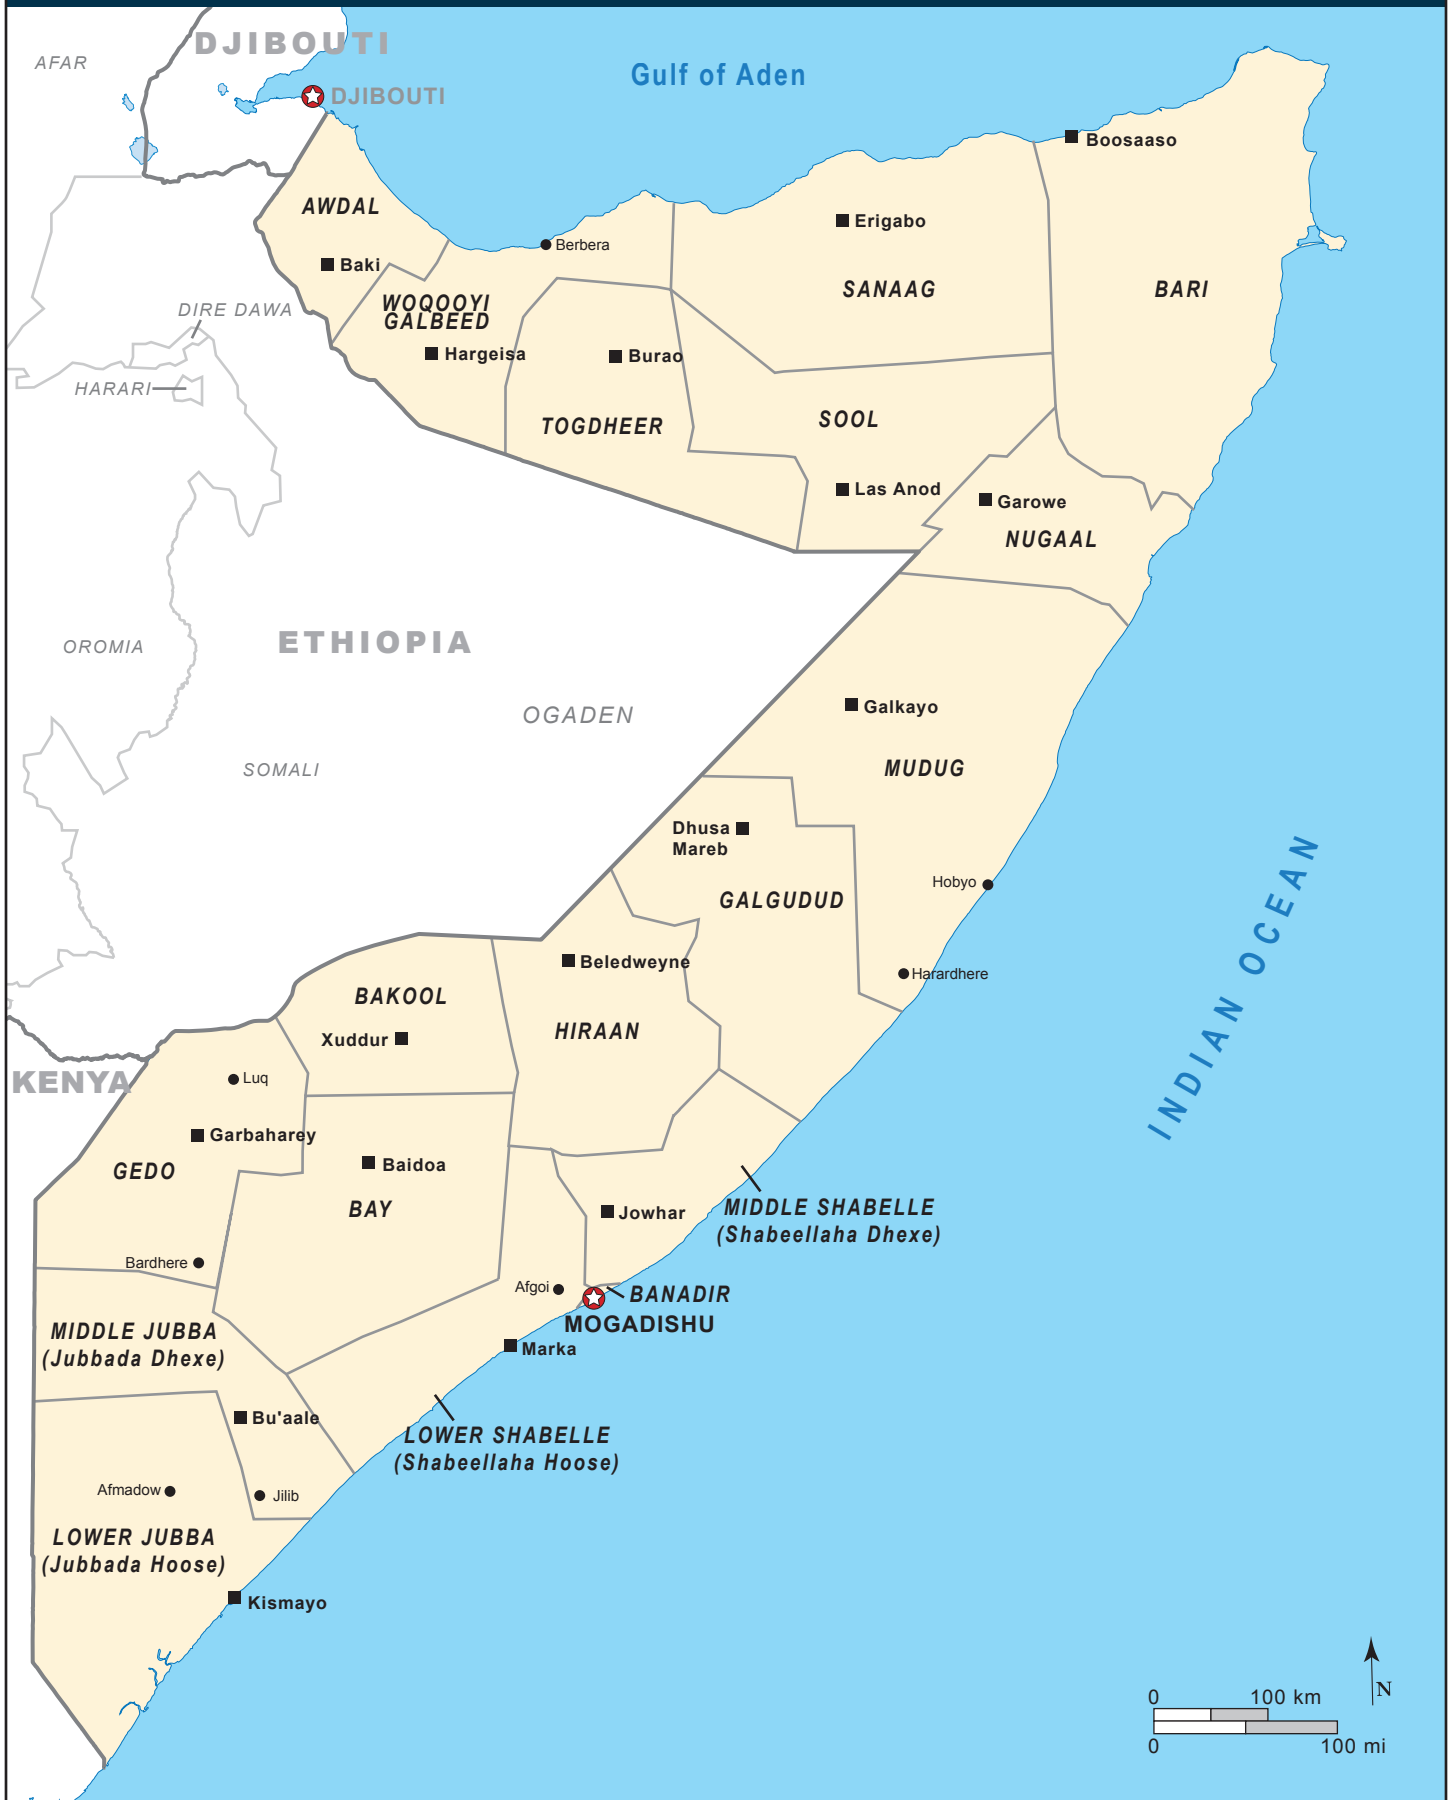 DJIBOUTI
AFAR
Gulf of Aden
DJIBOUTI
Boosaaso
AWDAL
Erigabo
Berbera
Baki
SANAAG
BARI
WOQOOYI
GALBEED
DIRE DAWA
Hargeisa
Burao
HARARI
TOGDHEER
SOOL
Las Anod
Garowe
NUGAAL
ETHIOPIA
OROMIA
OGADEN
Galkayo
SOMALI
MUDUG
Dhusa
Mareb
Hobyo
GALGUDUD
INDIAN OCEAN
Beledweyne
Harardhere
BAKOOL
HIRAAN
Xuddur
KENYA
Luq
Garbaharey
Baidoa
GEDO
BAY
Jowhar
MIDDLE SHABELLE
(Shabeellaha Dhexe)
Bardhere
Afgoi
BANADIR
MOGADISHU
MIDDLE JUBBA
(Jubbada Dhexe)
Marka
Bu'aale
LOWER SHABELLE
(Shabeellaha Hoose)
Afmadow
Jilib
LOWER JUBBA
(Jubbada Hoose)
Kismayo
N
0 100 km
0 100 mi